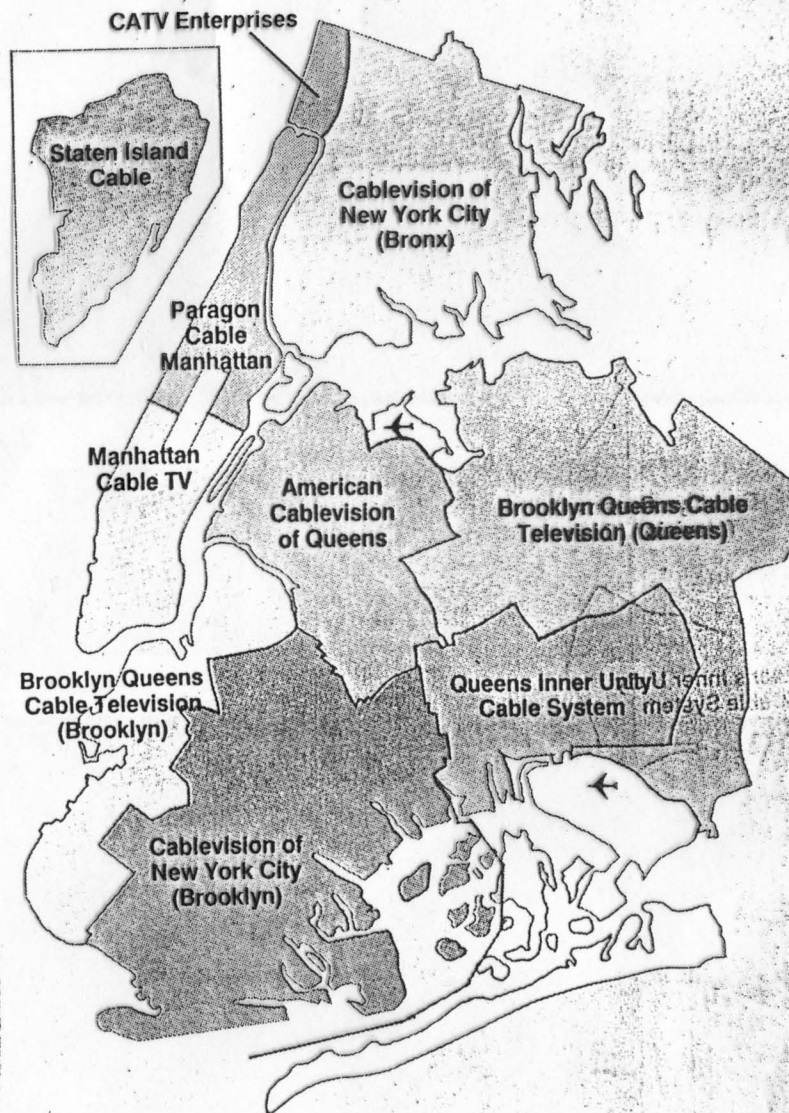 CATV Enterprises
Staten Island
Cable
Cablevision of
New York City
(Bronx)
Paragon
Cable
Manhattan
Manhattan
Cable TV
American
Cablevision
of Queens
Brooklyn Queens Cable
Television (Queens)
Brooklyn Queens
Cable Television
(Brooklyn)
Queens Inner Unity
Cable System
Cablevision of
New York City
(Brooklyn)